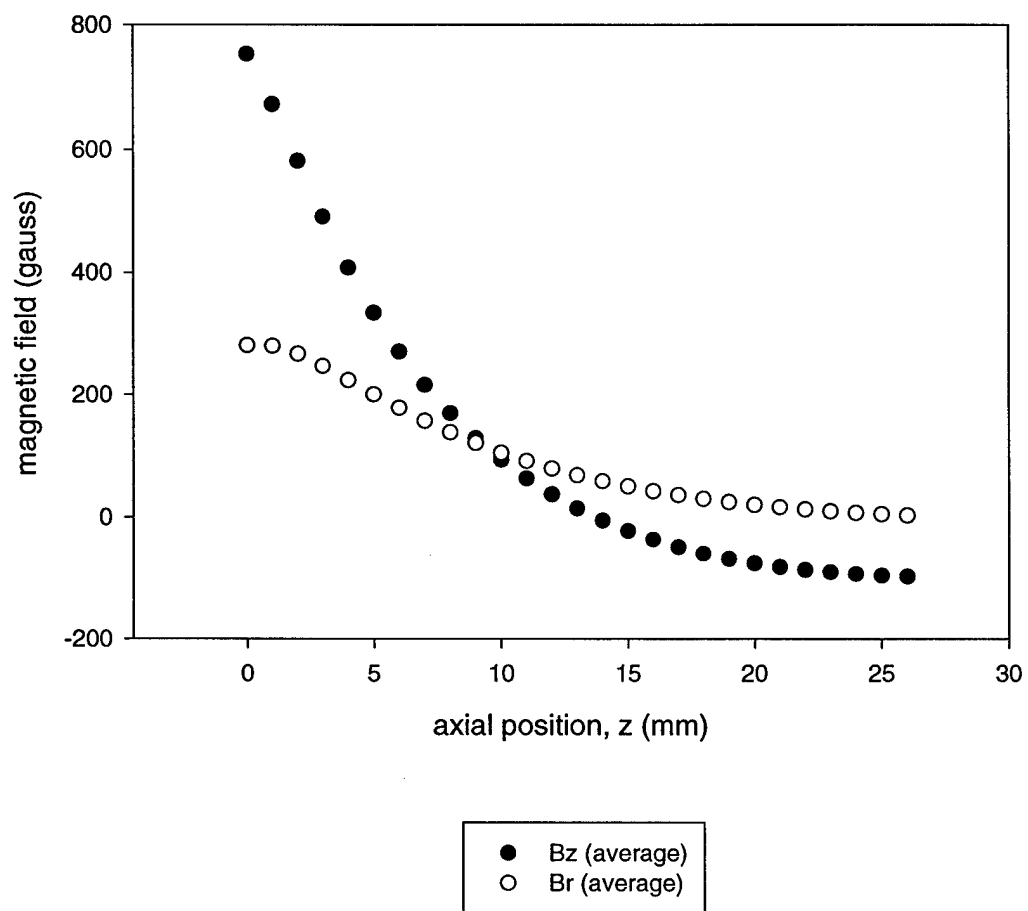 800
600
400
200
0
-200
magnetic field (gauss)
0 5 10 15 20 25 30
axial position, z (mm)
Bz (average)
Br (average)